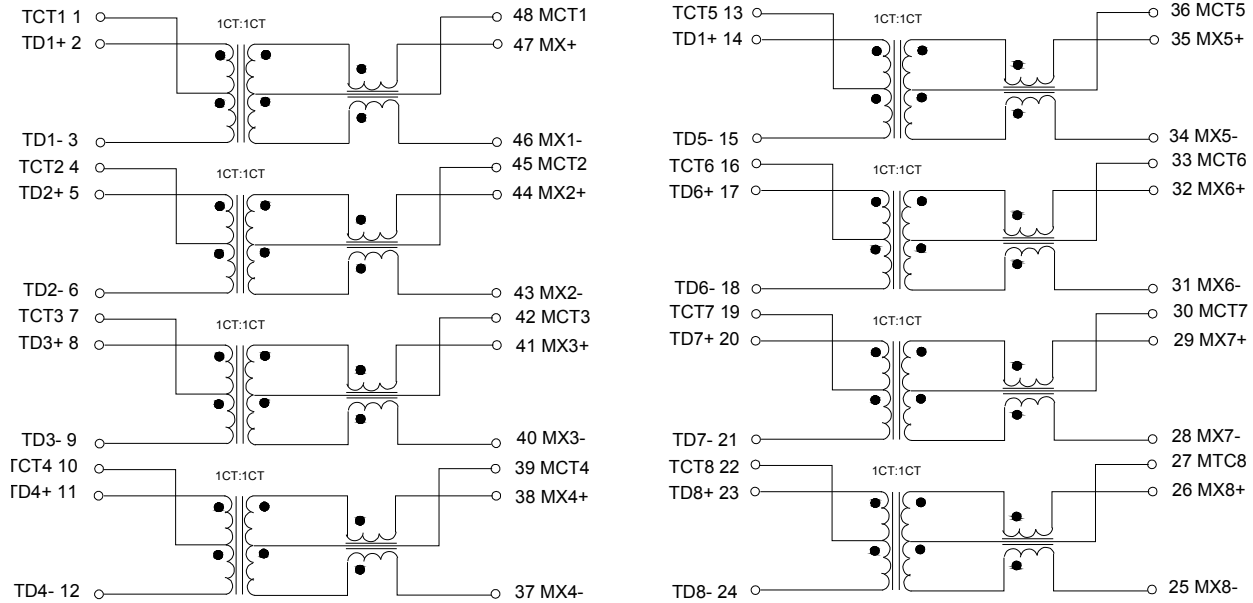 TCT1 1
1CT:1CT
48 MCT1
TD1+ 2
47 MX+
TD1- 3
46 MX1-
TCT2 4
1CT:1CT
45 MCT2
TD2+ 5
44 MX2+
TD2- 6
43 MX2-
TCT3 7
1CT:1CT
42 MCT3
TD3+ 8
41 MX3+
TD3- 9
40 MX3-
TCT4 10
1CT:1CT
39 MCT4
TD4+ 11
38 MX4+
TD4- 12
37 MX4-
TCT5 13
1CT:1CT
36 MCT5
TD1+ 14
35 MX5+
TD5- 15
34 MX5-
TCT6 16
1CT:1CT
33 MCT6
TD6+ 17
32 MX6+
TD6- 18
31 MX6-
TCT7 19
1CT:1CT
30 MCT7
TD7+ 20
29 MX7+
TD7- 21
28 MX7-
TCT8 22
1CT:1CT
27 MTC8
TD8+ 23
26 MX8+
TD8- 24
25 MX8-